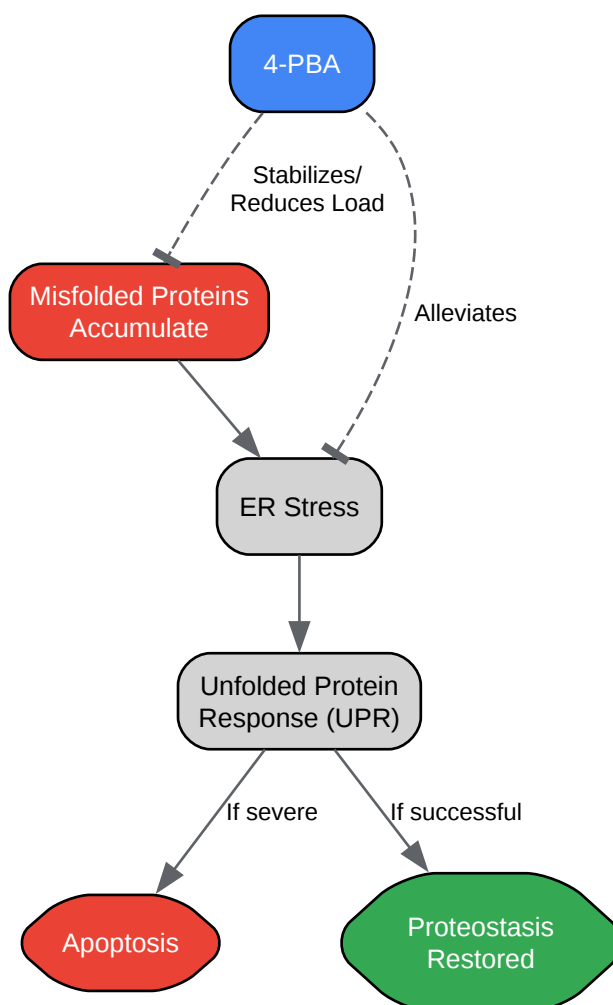 4-PBA
Stabilizes/
Reduces Load
Misfolded Proteins
Accumulate
Alleviates
ER Stress
Unfolded Protein
Response (UPR)
If severe
If successful
Apoptosis
Proteostasis
Restored